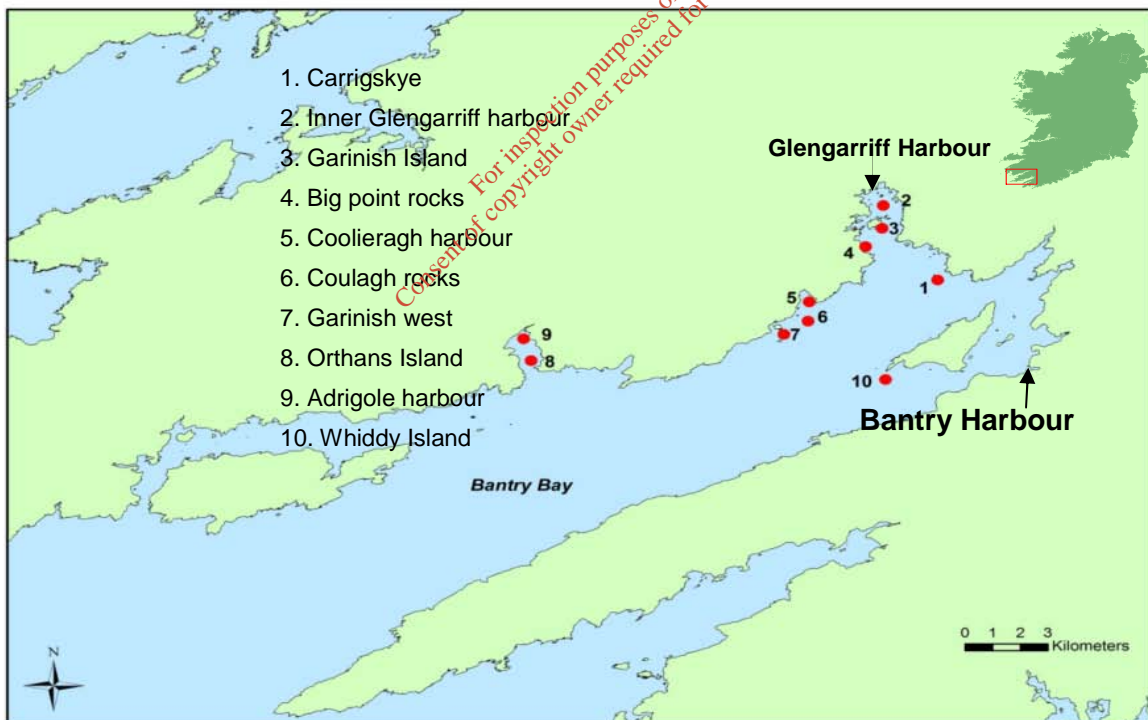 For inspection purposes o
Consent of copyright owner required for
1. Carrigskye
2. Inner Glengarriff harbour
3. Garinish Island
4. Big point rocks
5. Coolieragh harbour
6. Coulagh rocks
7. Garinish west
8. Orthans Island
9. Adrigole harbour
10. Whiddy Island
Glengarriff Harbour
2
3
4
1
5
6
7
9
8
10
Bantry Harbour
Bantry Bay
N
0 1 2 3
Kilometers